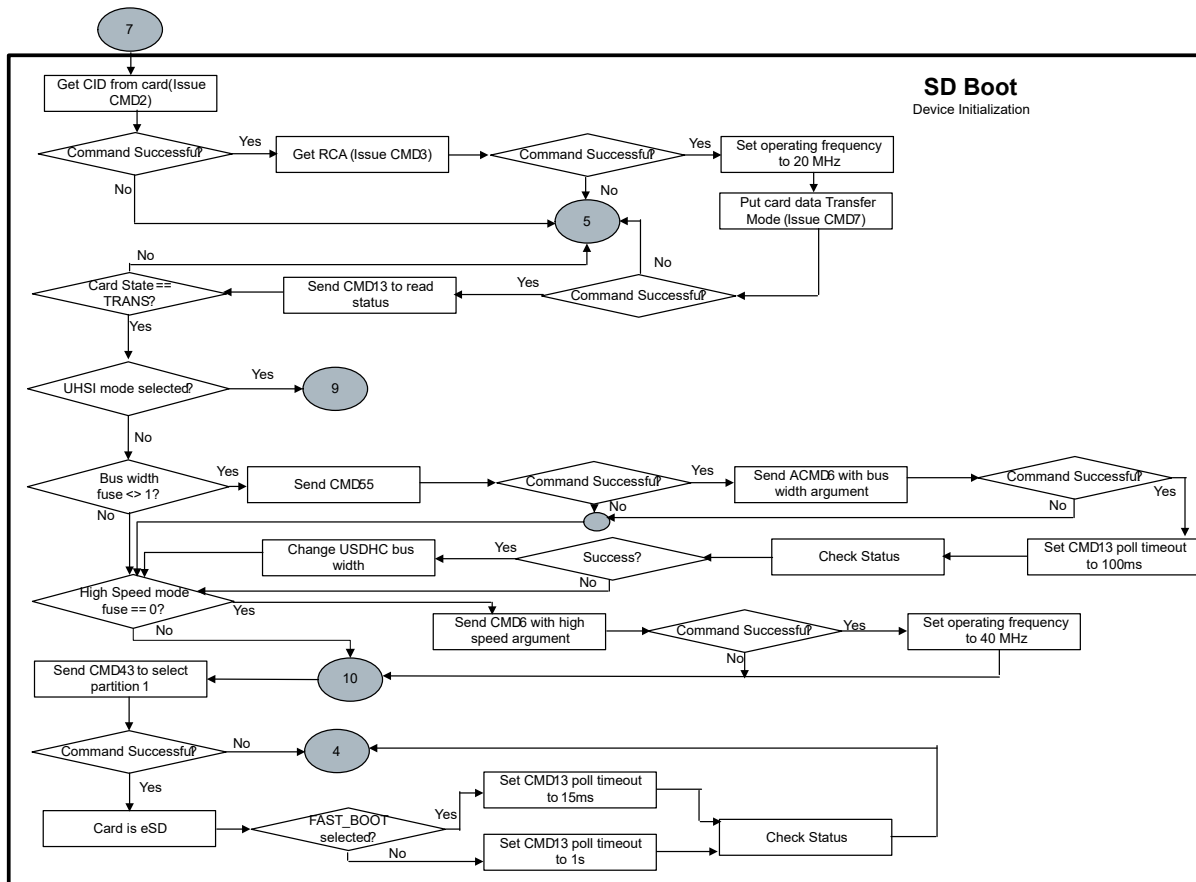 7
SD Boot
Device Initialization
Get CID from card(Issue
CMD2)
Command Successful?
Yes
No
Get RCA (Issue CMD3)
Command Successful?
Yes
No
Set operating frequency
to 20 MHz
Put card data Transfer
Mode (Issue CMD7)
5
No
Card State ==
TRANS?
Yes
Send CMD13 to read
status
Yes
Command Successful?
No
UHSI mode selected?
Yes
9
No
Bus width
fuse <> 1?
Yes
No
Send CMD55
Command Successful?
Yes
No
Send ACMD6 with bus
width argument
Command Successful?
Yes
No
Change USDHC bus
width
Yes
Success?
No
Check Status
Set CMD13 poll timeout
to 100ms
High Speed mode
fuse == 0?
Yes
No
Send CMD6 with high
speed argument
Command Successful?
Yes
No
Set operating frequency
to 40 MHz
Send CMD43 to select
partition 1
10
Command Successful?
No
4
Yes
Card is eSD
FAST_BOOT
selected?
Yes
No
Set CMD13 poll timeout
to 15ms
Set CMD13 poll timeout
to 1s
Check Status